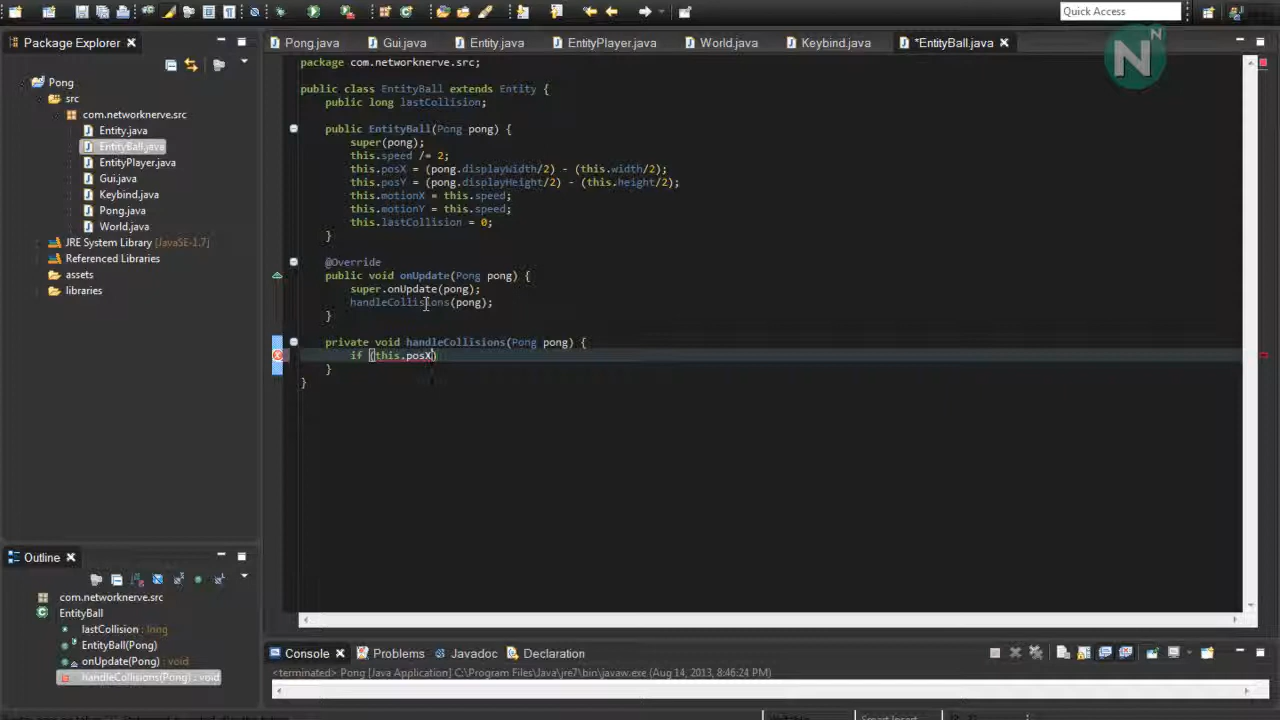 Quick Access
Package Explorer
Pong
src
com.networknerve.src
Entity.java
EntityBall.java
EntityPlayer.java
Gui.java
Keybind.java
Pong.java
World.java
JRE System Library [JavaSE-1.7]
Referenced Libraries
assets
libraries
Pong.java Gui.java Entity.java EntityPlayer.java World.java Keybind.java *EntityBall.java
N N
package com.networknerve.src;
public class EntityBall extends Entity {
public long lastCollision;
public EntityBall(Pong pong) {
super(pong);
this.speed /= 2;
this.posX = (pong.displayWidth/2) - (this.width/2);
this.posY = (pong.displayHeight/2) - (this.height/2);
this.motionX = this.speed;
this.motionY = this.speed;
this.lastCollision = 0;
}
@Override
public void onUpdate(Pong pong) {
super.onUpdate(pong);
handleCollisions(pong);
}
private void handleCollisions(Pong pong) {
if (this.posX)
}
}
Outline
com.networknerve.src
EntityBall
lastCollision : long
EntityBall(Pong)
onUpdate(Pong) : void
handleCollisions(Pong) : void
Console Problems Javadoc Declaration
<terminated> Pong [Java Application] C:\Program Files\Java\jre7\bin\javaw.exe (Aug 14, 2013, 8:46:24 PM)